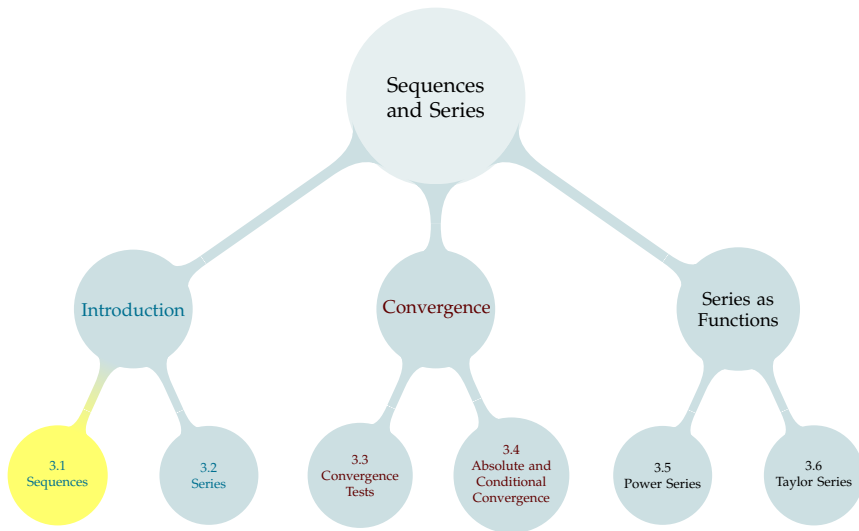 Sequences
and Series
Introduction
Convergence
Series as
Functions
3.1
Sequences
3.2
Series
3.3
Convergence
Tests
3.4
Absolute and
Conditional
Convergence
3.5
Power Series
3.6
Taylor Series